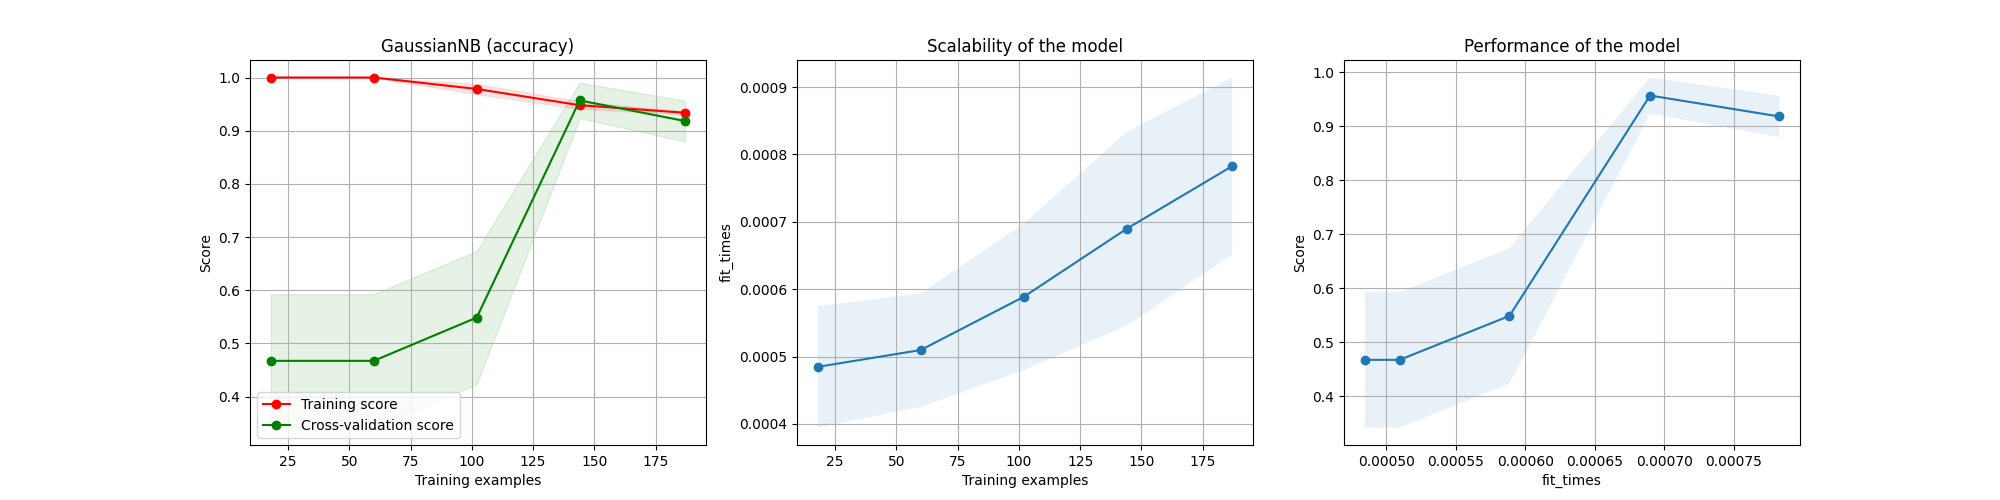 GaussianNB (accuracy)
Score
1.0
0.9
0.8
0.7
0.6
0.5
0.4
Training score
Cross-validation score
25 50 75 100 125 150 175
Training examples
Scalability of the model
fit_times
0.0009
0.0008
0.0007
0.0006
0.0005
0.0004
25 50 75 100 125 150 175
Training examples
Performance of the model
Score
1.0
0.9
0.8
0.7
0.6
0.5
0.4
0.00050 0.00055 0.00060 0.00065 0.00070 0.00075
fit_times